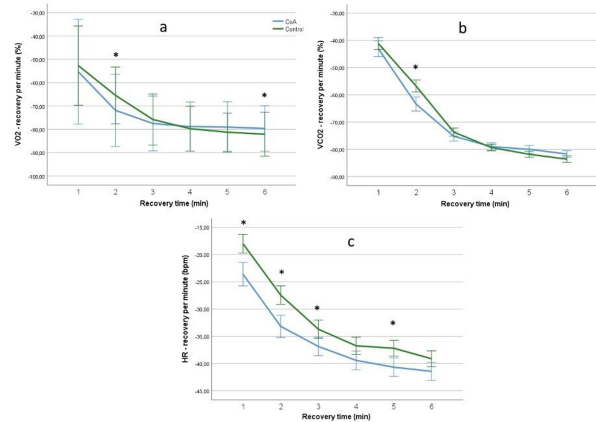 a
VO2 - recovery per minute (%)
-30,00
-40,00
-50,00
-60,00
-70,00
-80,00
-90,00
-100,00
CoA
Control
*
*
1 2 3 4 5 6
Recovery time (min)
b
VCO2 - recovery per minute (%)
-30,00
-40,00
-50,00
-60,00
-70,00
-80,00
-90,00
*
1 2 3 4 5 6
Recovery time (min)
c
HR - recovery per minute (bpm)
-15,00
-20,00
-25,00
-30,00
-35,00
-40,00
-45,00
*
*
*
*
1 2 3 4 5 6
Recovery time (min)